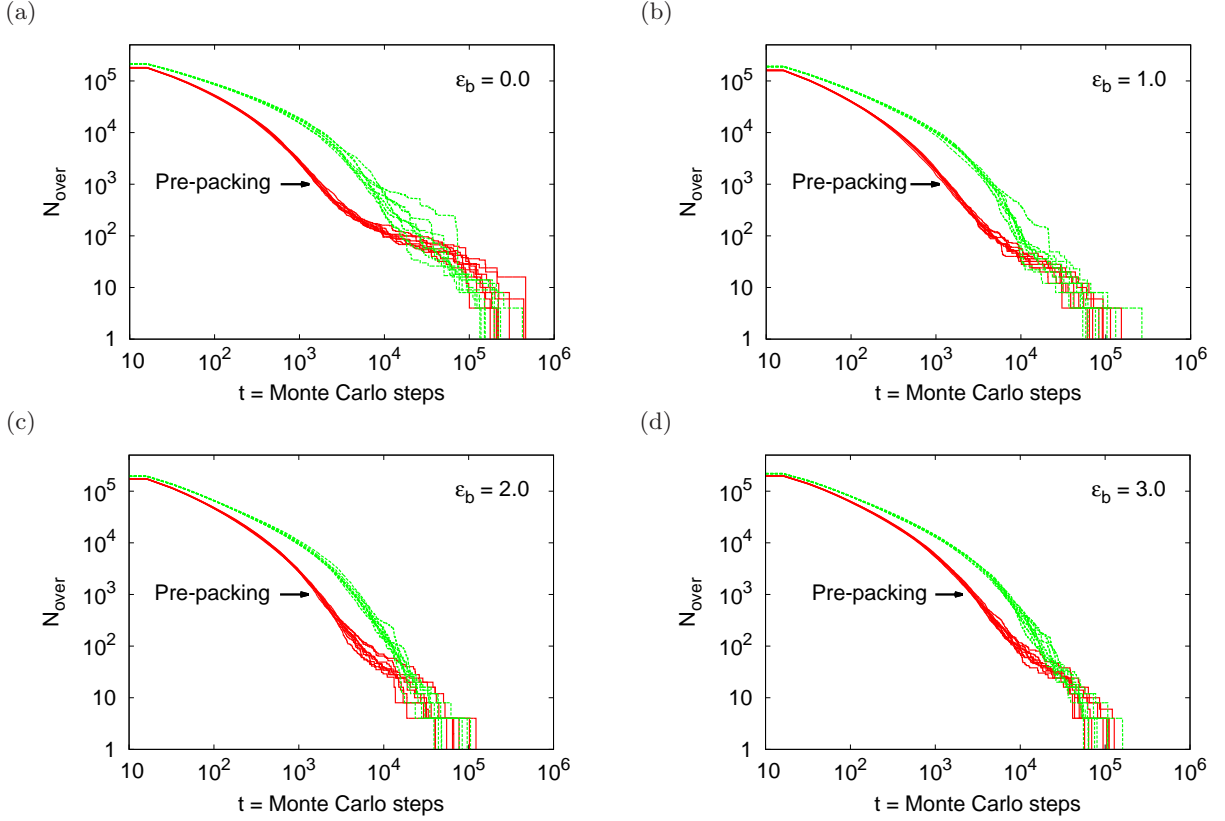 (a)
N_over
10^5
10^4
10^3
10^2
10
1
ε_b = 0.0
Pre-packing
10 10^2 10^3 10^4 10^5 10^6
t = Monte Carlo steps
(b)
N_over
10^5
10^4
10^3
10^2
10
1
ε_b = 1.0
Pre-packing
10 10^2 10^3 10^4 10^5 10^6
t = Monte Carlo steps
(c)
N_over
10^5
10^4
10^3
10^2
10
1
ε_b = 2.0
Pre-packing
10 10^2 10^3 10^4 10^5 10^6
t = Monte Carlo steps
(d)
N_over
10^5
10^4
10^3
10^2
10
1
ε_b = 3.0
Pre-packing
10 10^2 10^3 10^4 10^5 10^6
t = Monte Carlo steps